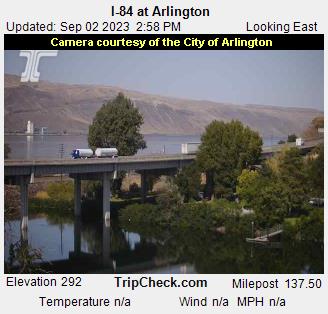 I-84 at Arlington
Updated: Sep 02 2023 2:58 PM Looking East
Camera courtesy of the City of Arlington
Elevation 292 TripCheck.com Milepost 137.50
Temperature n/a Wind n/a MPH n/a